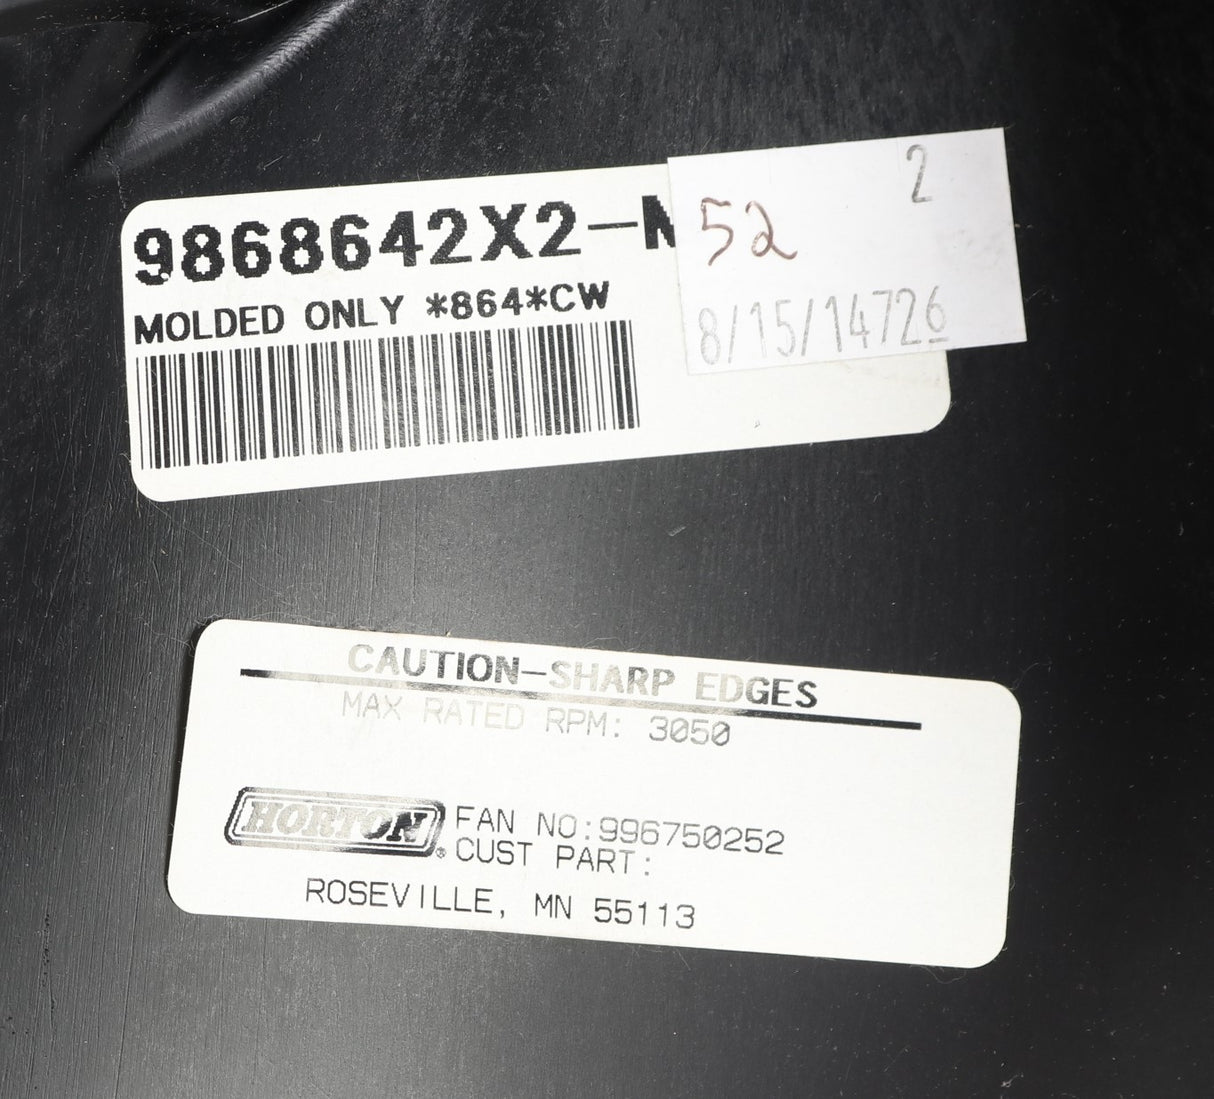 9868642X2-
MOLDED ONLY *864*CW
2
52
8/15/14726
CAUTION-SHARP EDGES
MAX RATED RPM: 3050
HORTON®
FAN NO:996750252
CUST PART:
ROSEVILLE, MN 55113